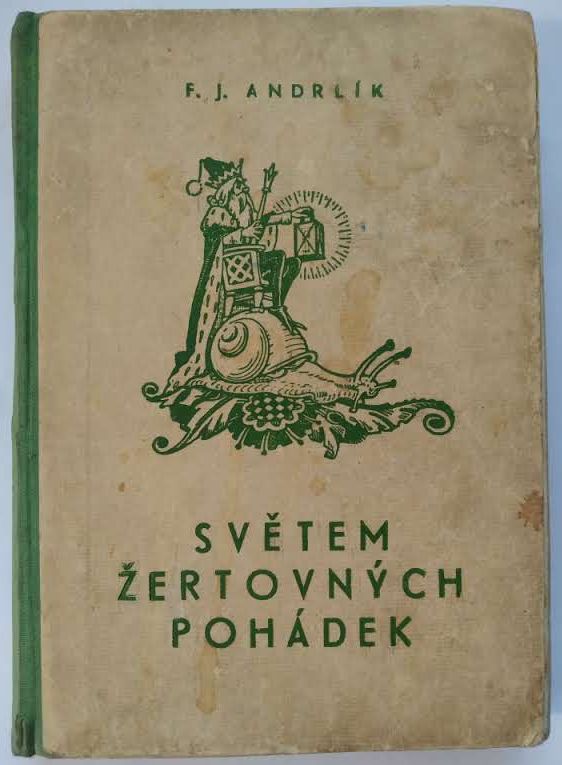 F. J. ANDRLÍK
SVĚTEM
ŽERTOVNÝCH
POHÁDEK